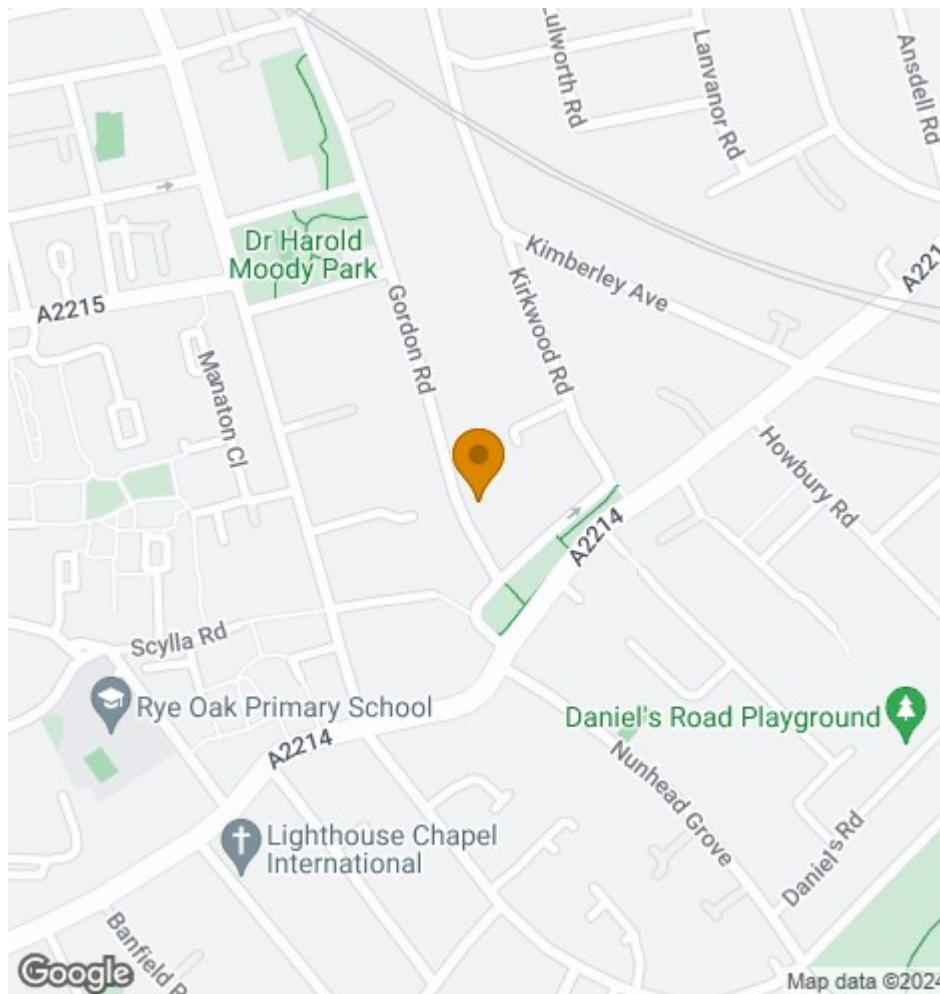 Lulworth Rd
Lanvanor Rd
Ansdell Rd
Dr Harold
Moody Park
Kimberley Ave
A221
A2215
Gordon Rd
Kirkwood Rd
Manaton Cl
Howbury Rd
A2214
Scylla Rd
Rye Oak Primary School
Daniel's Road Playground
A2214
Nunhead Grove
Lighthouse Chapel
International
Daniel's Rd
Banfield R
Google
Map data ©2024